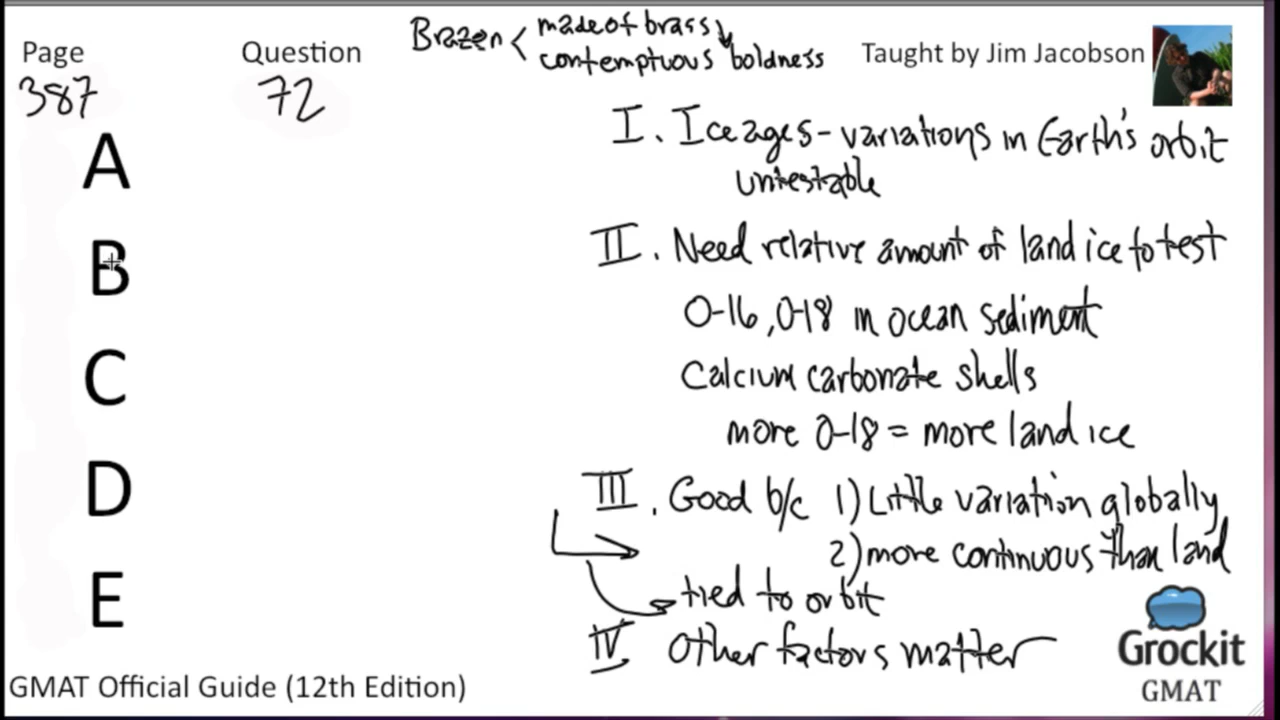 Page
Question
Brazen < made of brass
contemptuous boldness
Taught by Jim Jacobson
387
72
A
B
C
D
E
I. Ice ages - variations in Earth's orbit
untestable
II. Need relative amount of land ice to test
O-16, O-18 in ocean sediment
Calcium carbonate shells
more O-18 = more land ice
III. Good b/c 1) Little variation globally
2) more continuous than land
tied to orbit
IV Other factors matter
Grockit
GMAT
GMAT Official Guide (12th Edition)